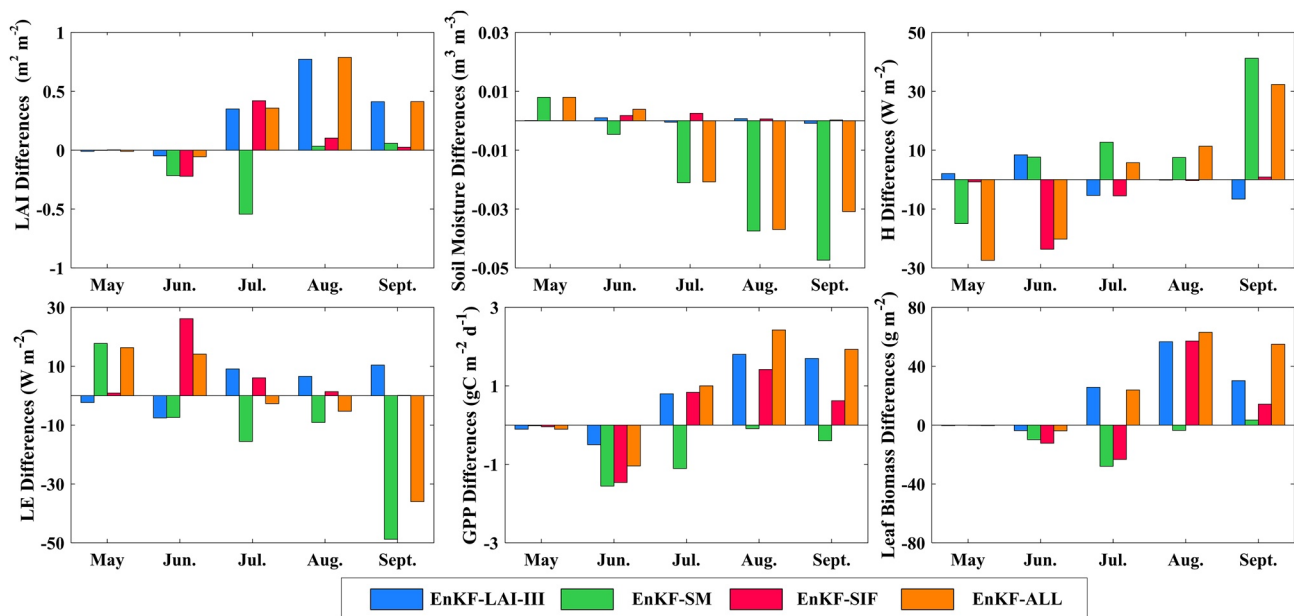 LAI Differences (m² m⁻²)
1
0.5
0
-0.5
-1
May Jun. Jul. Aug. Sept.
Soil Moisture Differences (m³ m⁻³)
0.03
0.01
-0.01
-0.03
-0.05
May Jun. Jul. Aug. Sept.
H Differences (W m⁻²)
50
30
10
-10
-30
May Jun. Jul. Aug. Sept.
LE Differences (W m⁻²)
30
10
-10
-30
-50
May Jun. Jul. Aug. Sept.
GPP Differences (gC m⁻² d⁻¹)
3
1
-1
-3
May Jun. Jul. Aug. Sept.
Leaf Biomass Differences (g m⁻²)
80
40
0
-40
-80
May Jun. Jul. Aug. Sept.
EnKF-LAI-III EnKF-SM EnKF-SIF EnKF-ALL